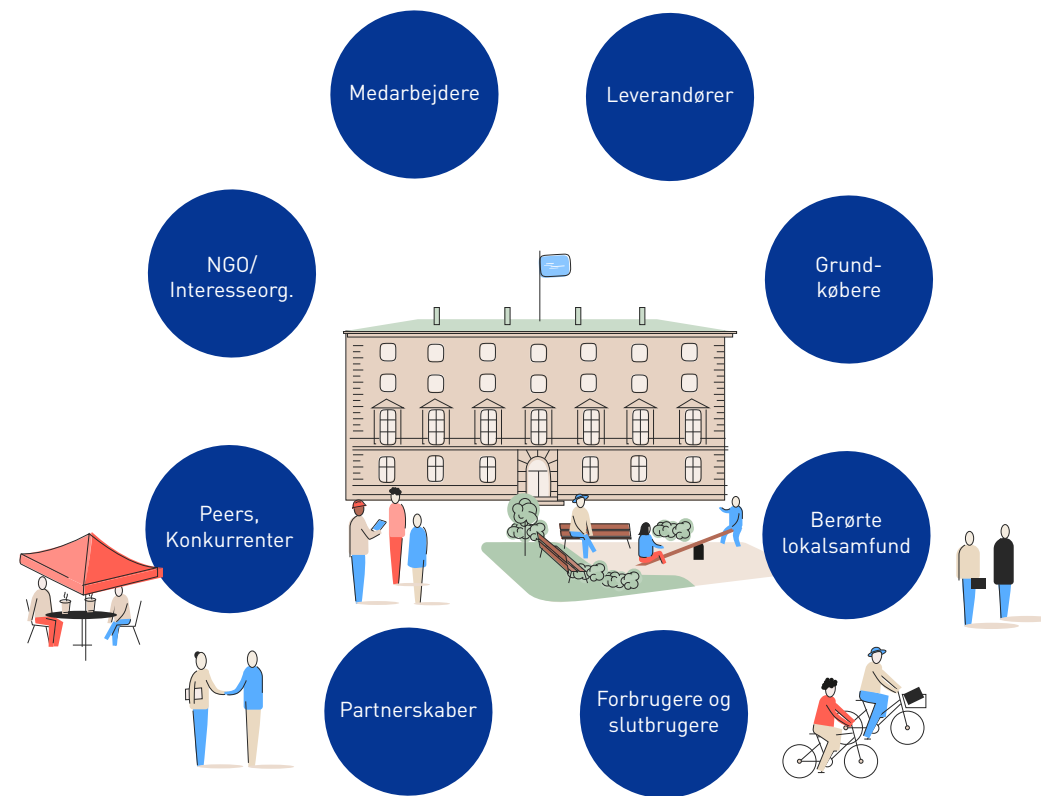 Medarbejdere
Leverandører
NGO/
Interesseorg.
Grund-
købere
Peers,
Konkurrenter
Berørte
lokalsamfund
Partnerskaber
Forbrugere og
slutbrugere